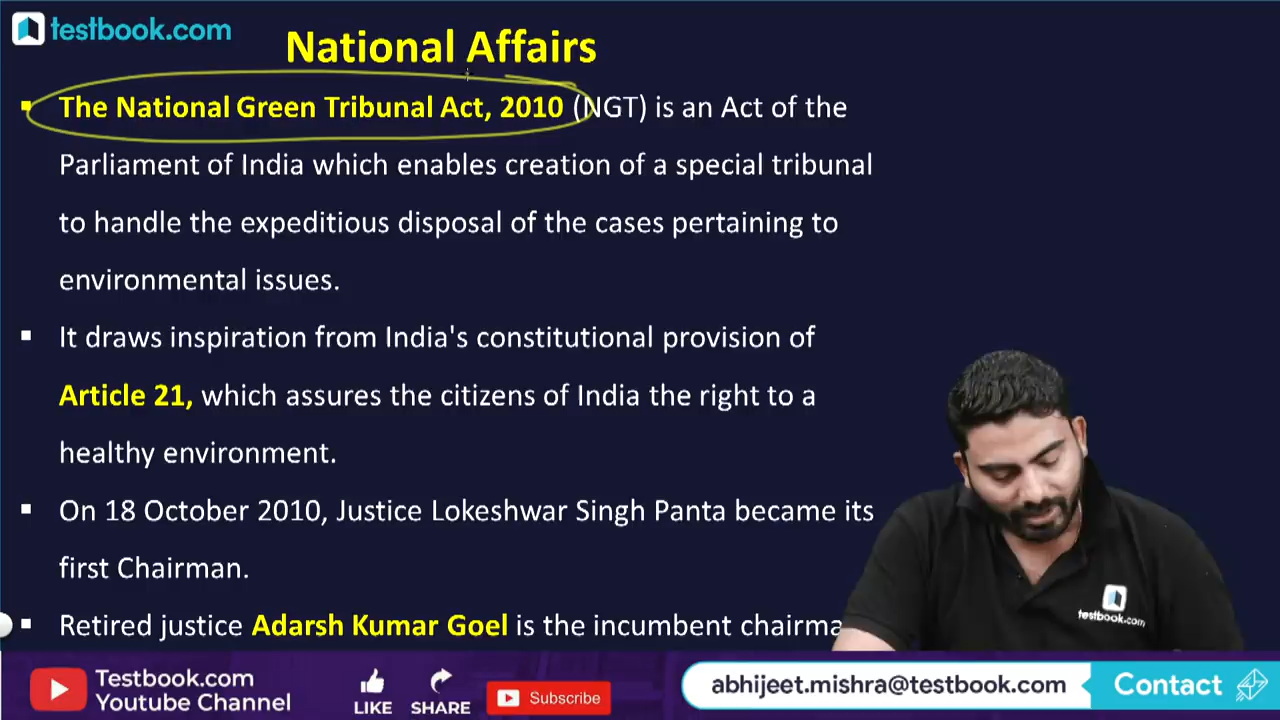 testbook.com
National Affairs
▪ The National Green Tribunal Act, 2010 (NGT) is an Act of the
Parliament of India which enables creation of a special tribunal
to handle the expeditious disposal of the cases pertaining to
environmental issues.
▪ It draws inspiration from India's constitutional provision of
Article 21, which assures the citizens of India the right to a
healthy environment.
▪ On 18 October 2010, Justice Lokeshwar Singh Panta became its
first Chairman.
▪ Retired justice Adarsh Kumar Goel is the incumbent chairma
testbook.com
Testbook.com
Youtube Channel
LIKE
SHARE
Subscribe
abhijeet.mishra@testbook.com
Contact